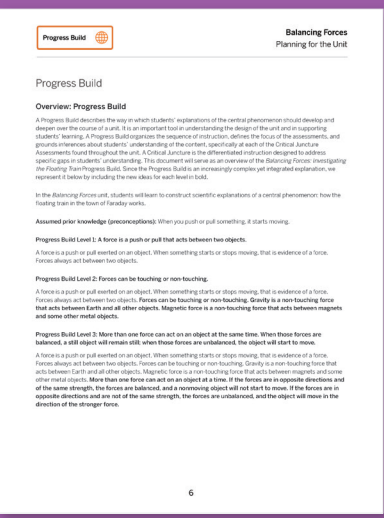 Progress Build
Balancing Forces
Planning for the Unit
Progress Build
Overview: Progress Build
A Progress Build describes the way in which students' explanations of the central phenomenon should develop and
deepen over the course of a unit. It is an important tool in understanding the design of the unit and in supporting
students' learning. A Progress Build organizes the sequence of instruction, defines the focus of the assessments, and
grounds inferences about students' understanding of the content, specifically at each of the Critical Juncture
Assessments found throughout the unit. A Critical Juncture is the differentiated instruction designed to address
specific gaps in students' understanding. This document will serve as an overview of the Balancing Forces: Investigating
the Floating Train Progress Build. Since the Progress Build is an increasingly complex yet integrated explanation, we
represent it below by including the new ideas for each level in bold.
In the Balancing Forces unit, students will learn to construct scientific explanations of a central phenomenon: how the
floating train in the town of Faraday works.
Assumed prior knowledge (preconceptions): When you push or pull something, it starts moving.
Progress Build Level 1: A force is a push or pull that acts between two objects.
A force is a push or pull exerted on an object. When something starts or stops moving, that is evidence of a force.
Forces always act between two objects.
Progress Build Level 2: Forces can be touching or non-touching.
A force is a push or pull exerted on an object. When something starts or stops moving, that is evidence of a force.
Forces always act between two objects. Forces can be touching or non-touching. Gravity is a non-touching force
that acts between Earth and all other objects. Magnetic force is a non-touching force that acts between magnets
and some other metal objects.
Progress Build Level 3: More than one force can act on an object at the same time. When those forces are
balanced, a still object will remain still; when those forces are unbalanced, the object will start to move.
A force is a push or pull exerted on an object. When something starts or stops moving, that is evidence of a force.
Forces always act between two objects. Forces can be touching or non-touching. Gravity is a non-touching force that
acts between Earth and all other objects. Magnetic force is a non-touching force that acts between magnets and some
other metal objects. More than one force can act on an object at a time. If the forces are in opposite directions and
of the same strength, the forces are balanced, and a nonmoving object will not start to move. If the forces are in
opposite directions and are not of the same strength, the forces are unbalanced, and the object will move in the
direction of the stronger force.
6